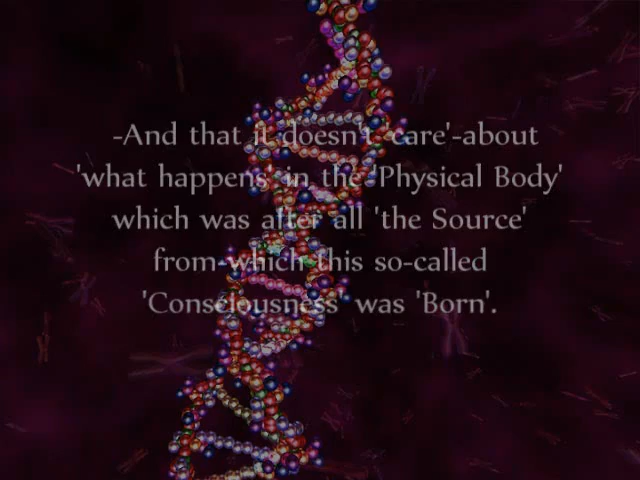 -And that it doesn't 'care'-about
'what happens' in the 'Physical Body'
which was after all 'the Source'
from which this so-called
'Consciousness' was 'Born'.